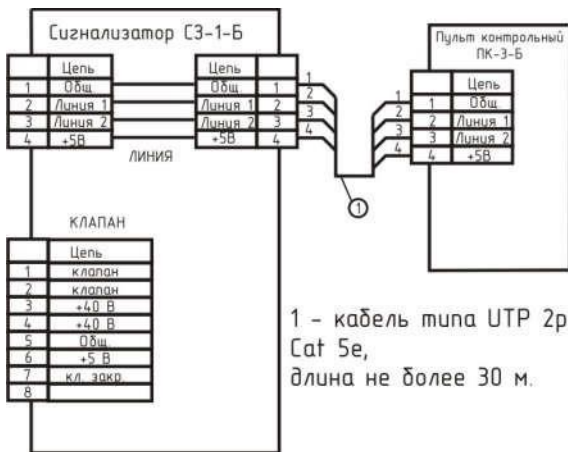 Сигнализатор СЗ-1-Б
Цепь
1 Общ.
2 Линия 1
3 Линия 2
4 +5В
Цепь
Общ. 1
Линия 1 2
Линия 2 3
+5В 4
ЛИНИЯ
1
2
3
4
1
Пульт контрольный
ПК-3-Б
1
2
3
4
Цепь
1 Общ.
2 Линия 1
3 Линия 2
4 +5В
КЛАПАН
Цепь
1 клапан
2 клапан
3 +40 В
4 +40 В
5 Общ.
6 +5 В
7 кл. закр.
8
1 - кабель типа UTP 2р
Cat 5e,
длина не более 30 м.